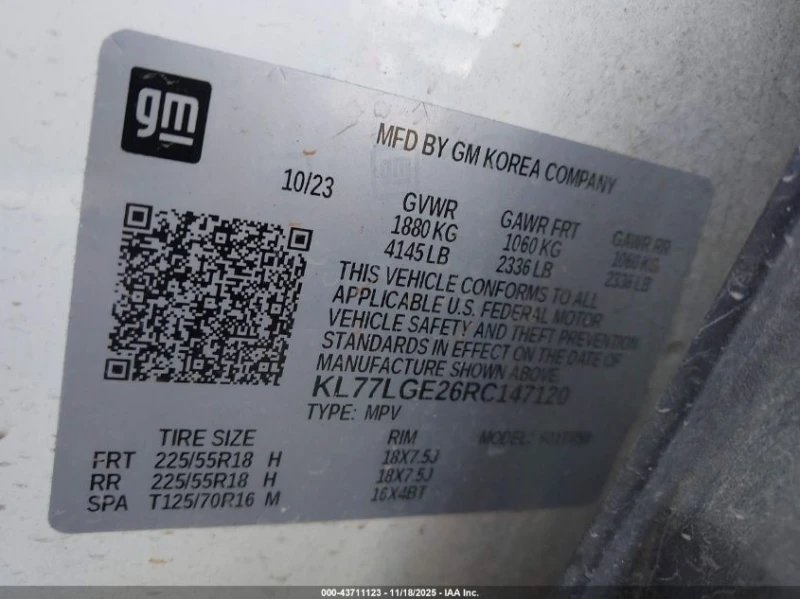 gm
MFD BY GM KOREA COMPANY
10/23
GVWR GAWR FRT GAWR RR
1880 KG 1060 KG 1060 KG
4145 LB 2336 LB 2336 LB
THIS VEHICLE CONFORMS TO ALL
APPLICABLE U.S. FEDERAL MOTOR
VEHICLE SAFETY AND THEFT PREVENTION
STANDARDS IN EFFECT ON THE DATE OF
MANUFACTURE SHOWN ABOVE.
KL77LGE26RC147120
TYPE: MPV
TIRE SIZE RIM MODEL:
FRT 225/55R18 H 18X7.5J
RR 225/55R18 H 18X7.5J
SPA T125/70R16 M 16X4BT
000-43711123 - 11/18/2025 - IAA Inc.